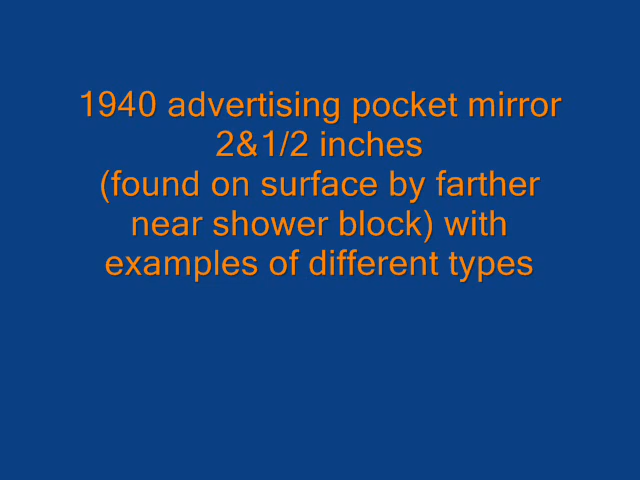 1940 advertising pocket mirror
2&1/2 inches
(found on surface by farther
near shower block) with
examples of different types